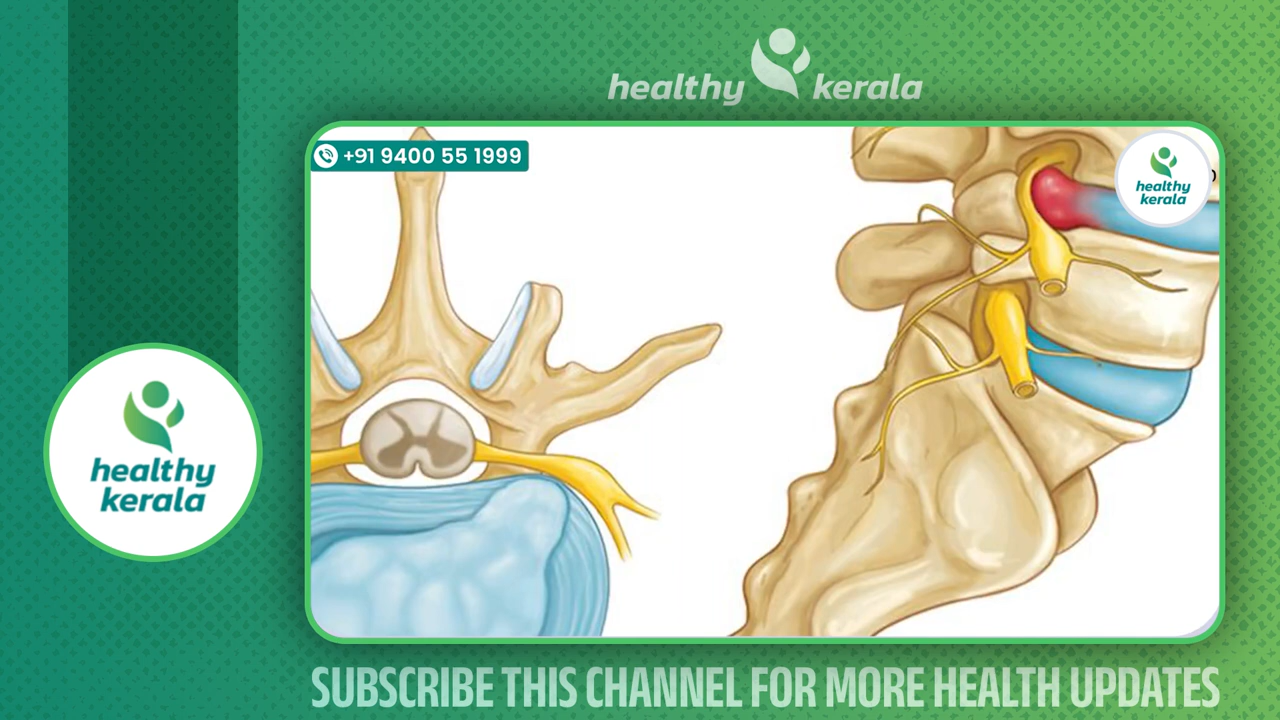 healthy kerala
+91 9400 55 1999
healthy
kerala
healthy
kerala
SUBSCRIBE THIS CHANNEL FOR MORE HEALTH UPDATES